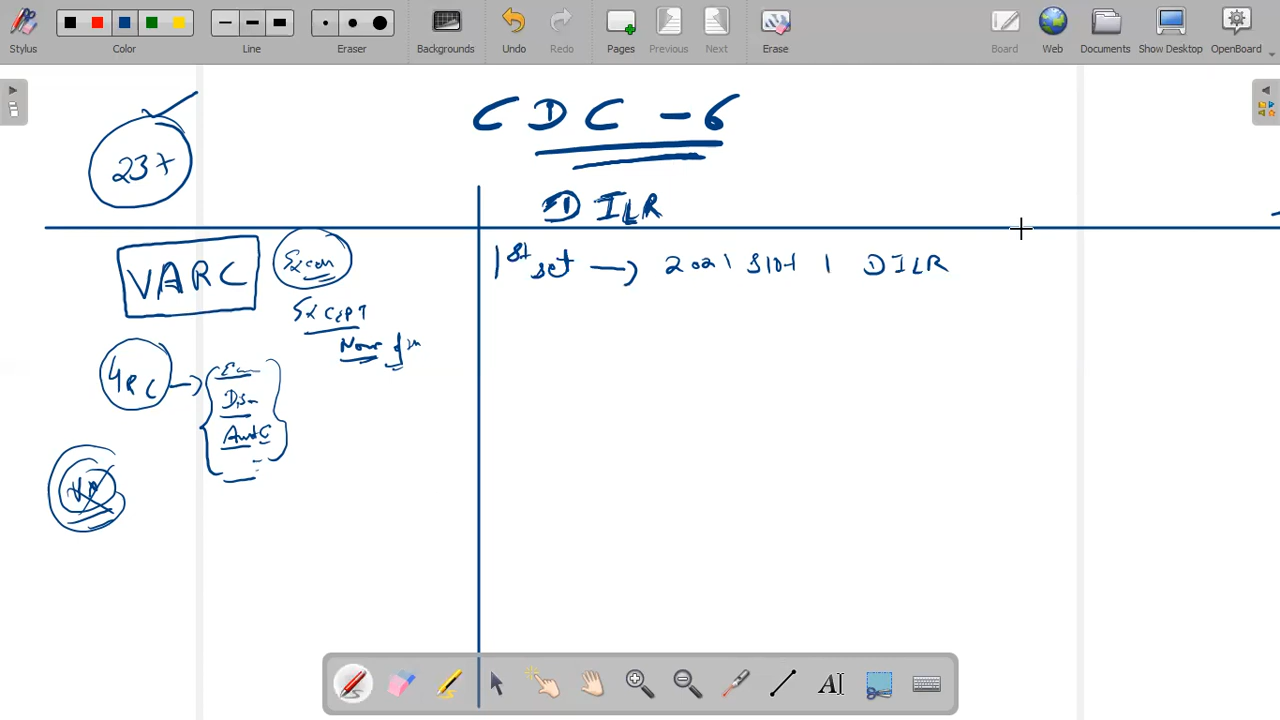 Stylus
Color
Line
Eraser
Backgrounds
Undo
Redo
Pages
Previous
Next
Erase
Board
Web
Documents
Show Desktop
OpenBoard
CDC - 6
23+
DILR
VARC
1st set → 2021 Slot 1 DILR
4RC →